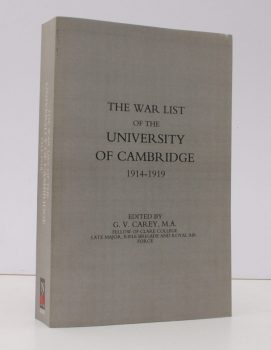 THE WAR LIST
OF THE
UNIVERSITY
OF CAMBRIDGE
1914-1919
EDITED BY
G. V. CAREY, M.A.
FELLOW OF CLARE COLLEGE
LATE MAJOR, RIFLE BRIGADE AND ROYAL AIR
FORCE